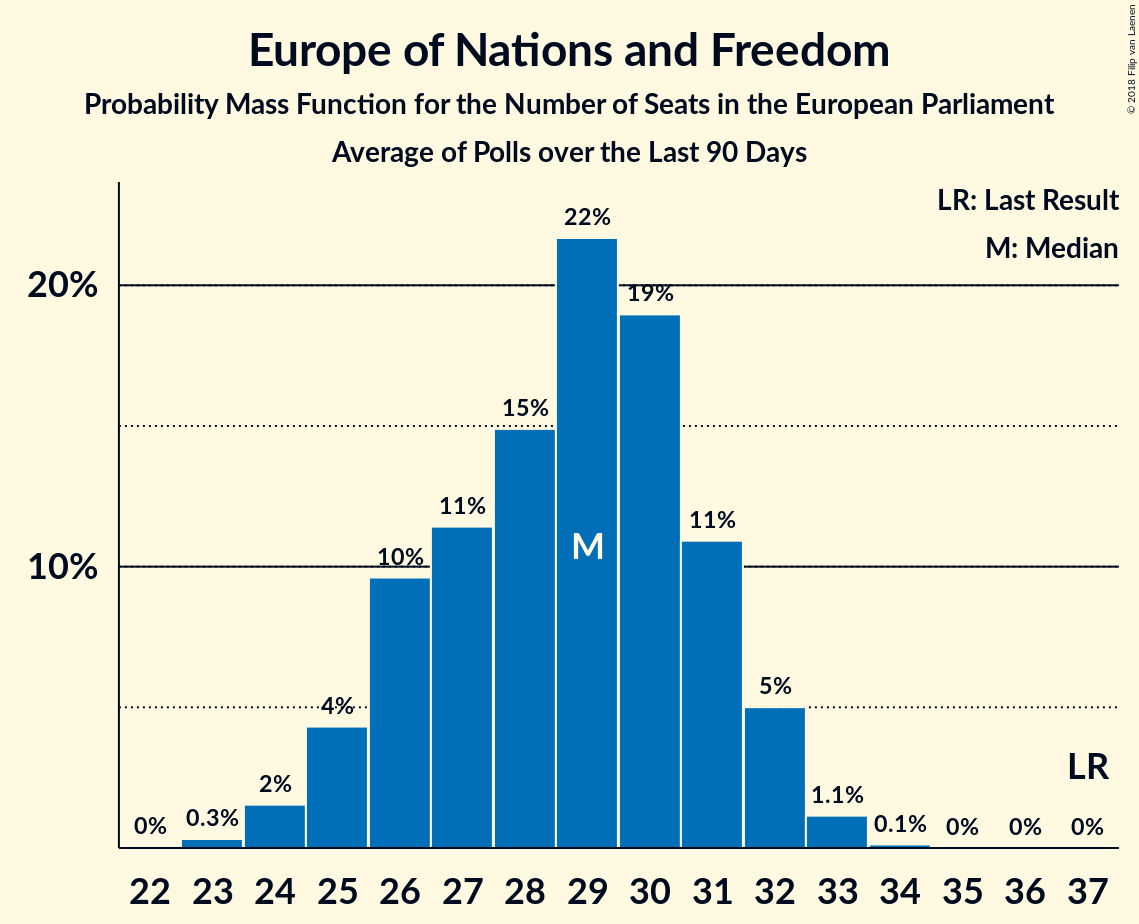 Europe of Nations and Freedom
Probability Mass Function for the Number of Seats in the European Parliament
Average of Polls over the Last 90 Days
© 2018 Filip van Laenen
LR: Last Result
M: Median
20%
10%
0%
0.3%
2%
4%
10%
11%
15%
22%
19%
11%
5%
1.1%
0.1%
0%
0%
0%
M
LR
22 23 24 25 26 27 28 29 30 31 32 33 34 35 36 37